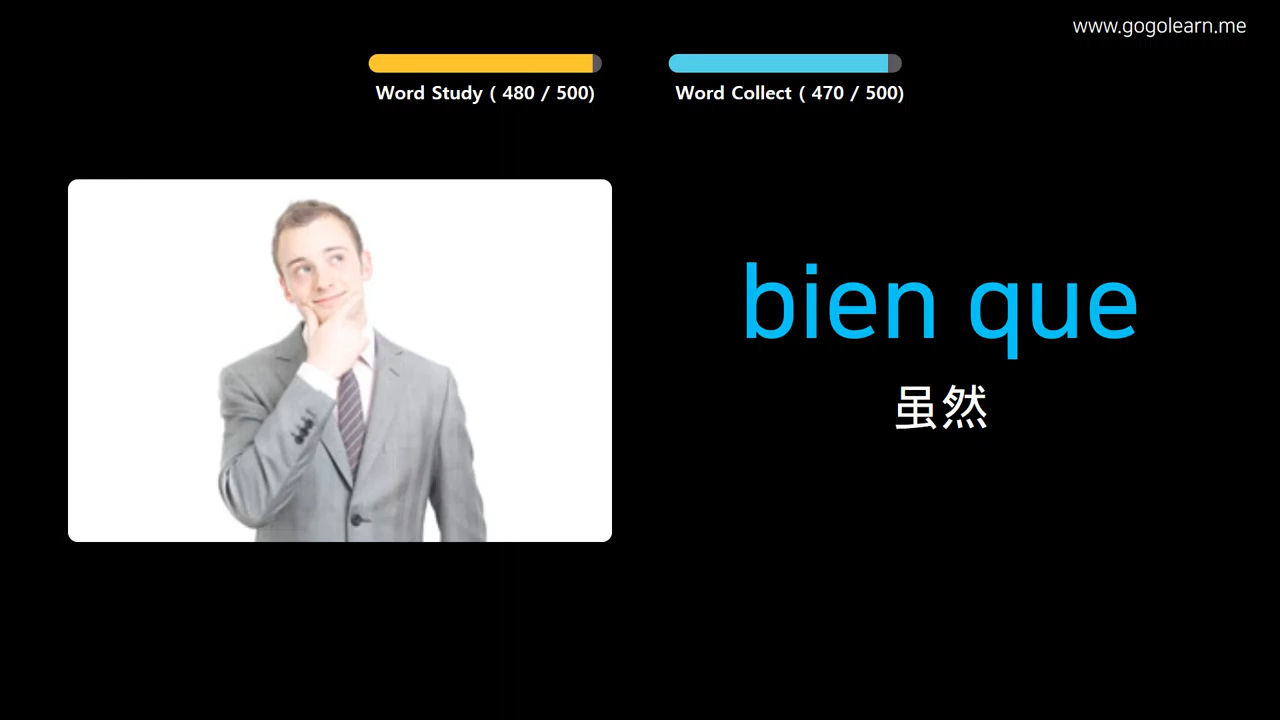 www.gogolearn.me
Word Study ( 480 / 500)
Word Collect ( 470 / 500)
bien que
虽然